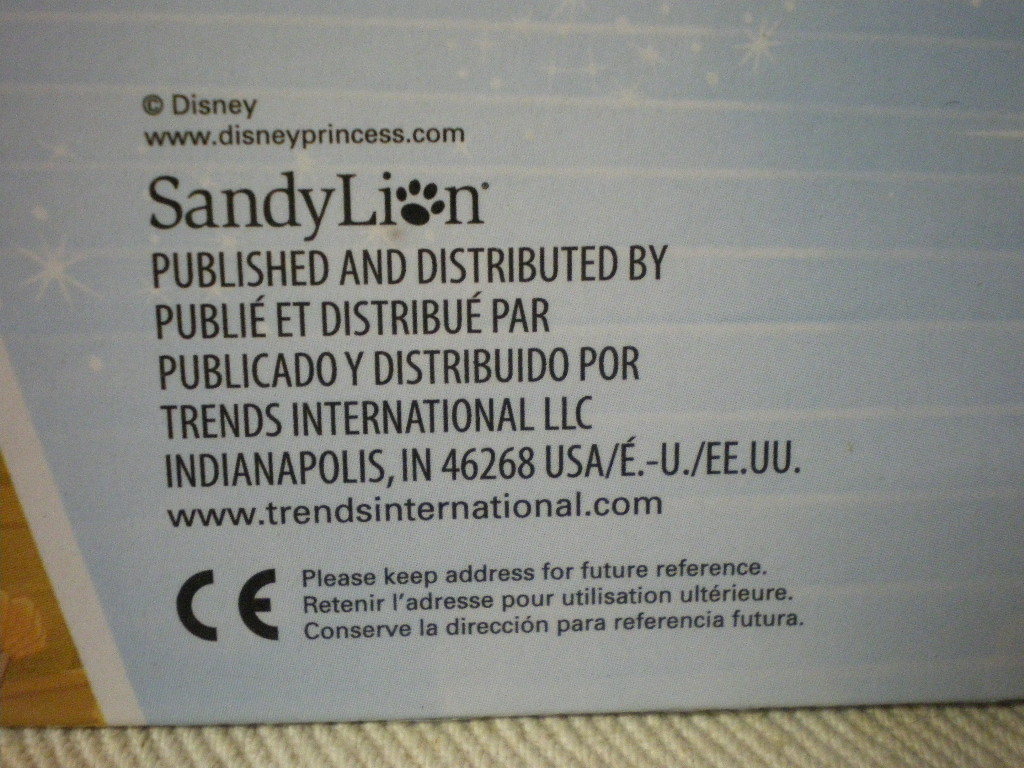 © Disney
www.disneyprincess.com
SandyLion
PUBLISHED AND DISTRIBUTED BY
PUBLIÉ ET DISTRIBUÉ PAR
PUBLICADO Y DISTRIBUIDO POR
TRENDS INTERNATIONAL LLC
INDIANAPOLIS, IN 46268 USA/É.-U./EE.UU.
www.trendsinternational.com
CE
Please keep address for future reference.
Retenir l'adresse pour utilisation ultérieure.
Conserve la dirección para referencia futura.